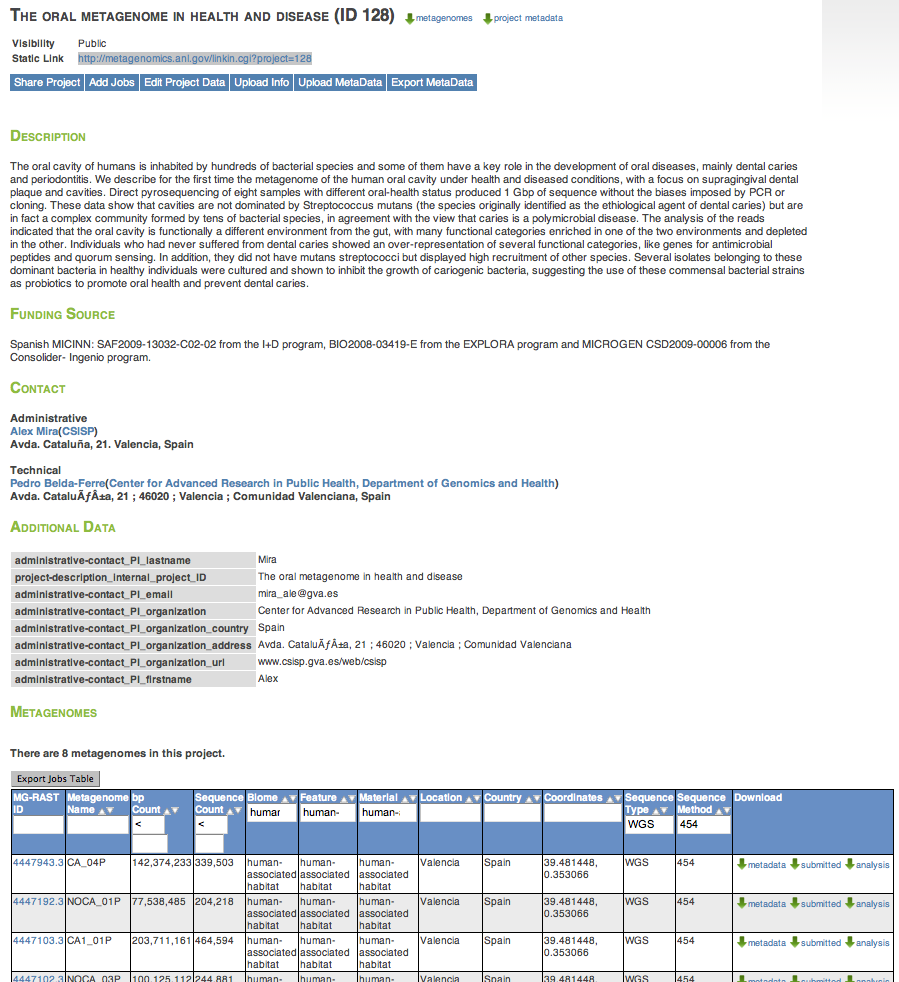 THE ORAL METAGENOME IN HEALTH AND DISEASE (ID 128) metagenomes project metadata
Visibility Public
Static Link http://metagenomics.anl.gov/linkin.cgi?project=128
Share Project Add Jobs Edit Project Data Upload Info Upload MetaData Export MetaData
DESCRIPTION
The oral cavity of humans is inhabited by hundreds of bacterial species and some of them have a key role in the development of oral diseases, mainly dental caries
and periodontitis. We describe for the first time the metagenome of the human oral cavity under health and diseased conditions, with a focus on supragingival dental
plaque and cavities. Direct pyrosequencing of eight samples with different oral-health status produced 1 Gbp of sequence without the biases imposed by PCR or
cloning. These data show that cavities are not dominated by Streptococcus mutans (the species originally identified as the ethiological agent of dental caries) but are
in fact a complex community formed by tens of bacterial species, in agreement with the view that caries is a polymicrobial disease. The analysis of the reads
indicated that the oral cavity is functionally a different environment from the gut, with many functional categories enriched in one of the two environments and depleted
in the other. Individuals who had never suffered from dental caries showed an over-representation of several functional categories, like genes for antimicrobial
peptides and quorum sensing. In addition, they did not have mutans streptococci but displayed high recruitment of other species. Several isolates belonging to these
dominant bacteria in healthy individuals were cultured and shown to inhibit the growth of cariogenic bacteria, suggesting the use of these commensal bacterial strains
as probiotics to promote oral health and prevent dental caries.
FUNDING SOURCE
Spanish MICINN: SAF2009-13032-C02-02 from the I+D program, BIO2008-03419-E from the EXPLORA program and MICROGEN CSD2009-00006 from the
Consolider- Ingenio program.
CONTACT
Administrative
Alex Mira(CSISP)
Avda. Cataluña, 21. Valencia, Spain
Technical
Pedro Belda-Ferre(Center for Advanced Research in Public Health, Department of Genomics and Health)
Avda. CataluÃƒÂ±a, 21 ; 46020 ; Valencia ; Comunidad Valenciana, Spain
ADDITIONAL DATA
administrative-contact_PI_lastname Mira
project-description_internal_project_ID The oral metagenome in health and disease
administrative-contact_PI_email mira_ale@gva.es
administrative-contact_PI_organization Center for Advanced Research in Public Health, Department of Genomics and Health
administrative-contact_PI_organization_country Spain
administrative-contact_PI_organization_address Avda. CataluÃƒÂ±a, 21 ; 46020 ; Valencia ; Comunidad Valenciana
administrative-contact_PI_organization_url www.csisp.gva.es/web/csisp
administrative-contact_PI_firstname Alex
METAGENOMES
There are 8 metagenomes in this project.
Export Jobs Table
MG-RAST Metagenome bp Sequence Biome Feature Material Location Country Coordinates Sequence Sequence Download
ID Name Count Count Type Method
< < human human- human- WGS 454
4447943.3 CA_04P 142,374,233 339,503 human- human- human- Valencia Spain 39.481448, WGS 454 metadata submitted analysis
associated associated associated 0.353066
habitat habitat habitat
4447192.3 NOCA_01P 77,538,485 204,218 human- human- human- Valencia Spain 39.481448, WGS 454 metadata submitted analysis
associated associated associated 0.353066
habitat habitat habitat
4447103.3 CA1_01P 203,711,161 464,594 human- human- human- Valencia Spain 39.481448, WGS 454 metadata submitted analysis
associated associated associated 0.353066
habitat habitat habitat
4447102.3 NOCA_03P 100,125,112 244,881 human- human- human- Valencia Spain 39.481448, WGS 454 metadata submitted analysis